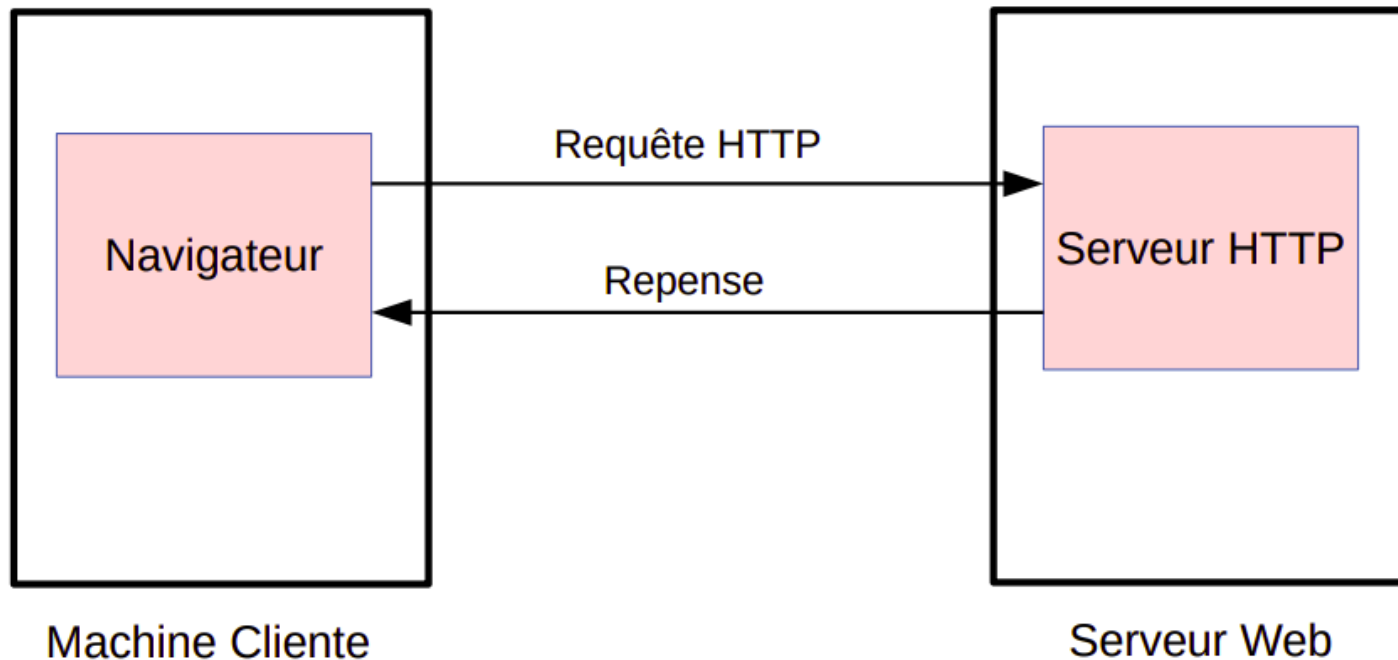 Requête HTTP
Navigateur
Serveur HTTP
Repense
Machine Cliente
Serveur Web